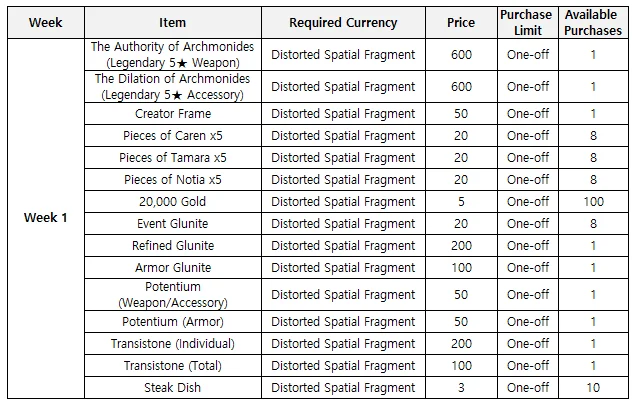 Week Item Required Currency Price Purchase Limit Available Purchases
Week 1
The Authority of Archmonides
(Legendary 5★ Weapon) Distorted Spatial Fragment 600 One-off 1
The Dilation of Archmonides
(Legendary 5★ Accessory) Distorted Spatial Fragment 600 One-off 1
Creator Frame Distorted Spatial Fragment 50 One-off 1
Pieces of Caren x5 Distorted Spatial Fragment 20 One-off 8
Pieces of Tamara x5 Distorted Spatial Fragment 20 One-off 8
Pieces of Notia x5 Distorted Spatial Fragment 20 One-off 8
20,000 Gold Distorted Spatial Fragment 5 One-off 100
Event Glunite Distorted Spatial Fragment 20 One-off 8
Refined Glunite Distorted Spatial Fragment 200 One-off 1
Armor Glunite Distorted Spatial Fragment 100 One-off 1
Potentium
(Weapon/Accessory) Distorted Spatial Fragment 50 One-off 1
Potentium (Armor) Distorted Spatial Fragment 50 One-off 1
Transistone (Individual) Distorted Spatial Fragment 200 One-off 1
Transistone (Total) Distorted Spatial Fragment 100 One-off 1
Steak Dish Distorted Spatial Fragment 3 One-off 10